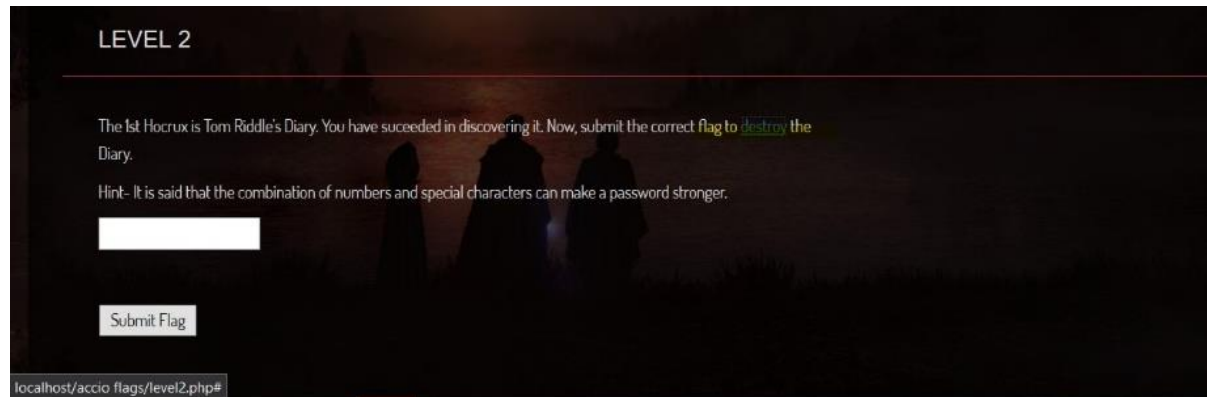 LEVEL 2
The 1st Hocrux is Tom Riddle's Diary. You have suceeded in discovering it. Now, submit the correct flag to destroy the
Diary.
Hint- It is said that the combination of numbers and special characters can make a password stronger.
Submit Flag
localhost/accio flags/level2.php#